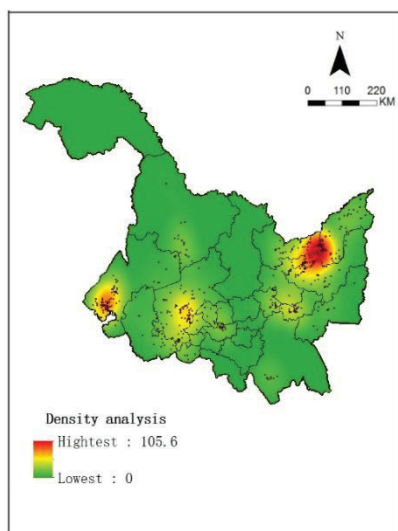 N
0 110 220
KM
Density analysis
Hightest : 105.6
Lowest : 0